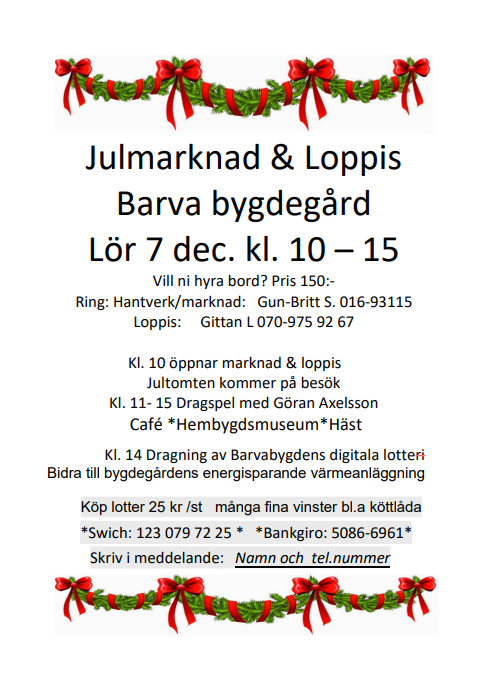 Julmarknad & Loppis
Barva bygdegård
Lör 7 dec. kl. 10 – 15
Vill ni hyra bord? Pris 150:-
Ring: Hantverk/marknad: Gun-Britt S. 016-93115
Loppis: Gittan L 070-975 92 67
Kl. 10 öppnar marknad & loppis
Jultomten kommer på besök
Kl. 11- 15 Dragspel med Göran Axelsson
Café *Hembygdsmuseum*Häst
Kl. 14 Dragning av Barvabygdens digitala lotteri
Bidra till bygdegårdens energisparande värmeanläggning
Köp lotter 25 kr /st många fina vinster bl.a köttlåda
*Swich: 123 079 72 25 * *Bankgiro: 5086-6961*
Skriv i meddelande: Namn och tel.nummer